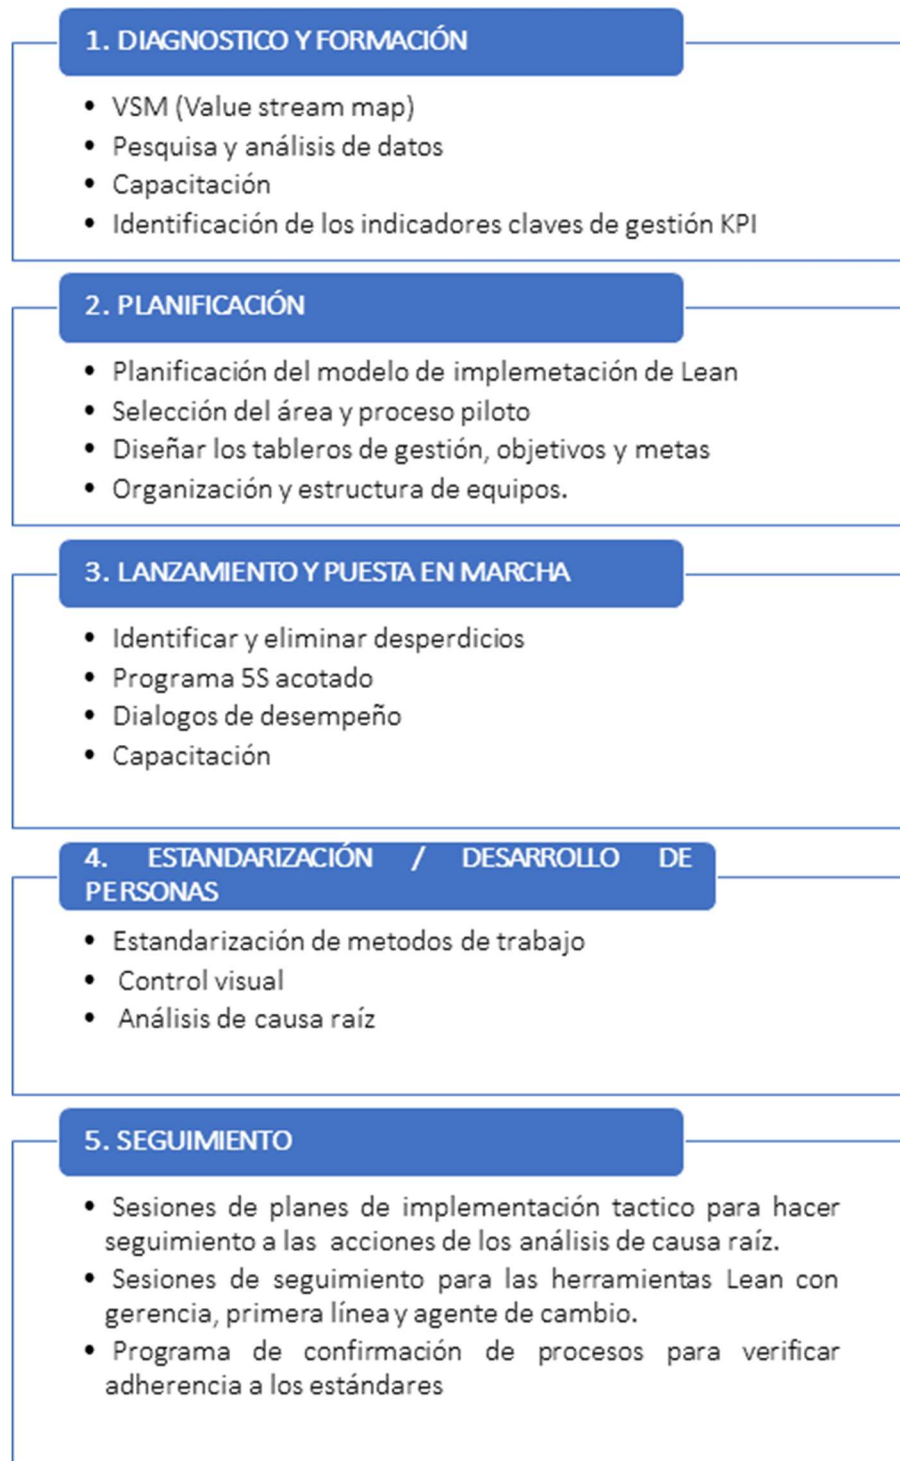 1. DIAGNOSTICO Y FORMACIÓN
• VSM (Value stream map)
• Pesquisa y análisis de datos
• Capacitación
• Identificación de los indicadores claves de gestión KPI
2. PLANIFICACIÓN
• Planificación del modelo de implemetación de Lean
• Selección del área y proceso piloto
• Diseñar los tableros de gestión, objetivos y metas
• Organización y estructura de equipos.
3. LANZAMIENTO Y PUESTA EN MARCHA
• Identificar y eliminar desperdicios
• Programa 5S acotado
• Dialogos de desempeño
• Capacitación
4. ESTANDARIZACIÓN / DESARROLLO DE
PERSONAS
• Estandarización de metodos de trabajo
• Control visual
• Análisis de causa raíz
5. SEGUIMIENTO
• Sesiones de planes de implementación tactico para hacer
seguimiento a las acciones de los análisis de causa raíz.
• Sesiones de seguimiento para las herramientas Lean con
gerencia, primera línea y agente de cambio.
• Programa de confirmación de procesos para verificar
adherencia a los estándares